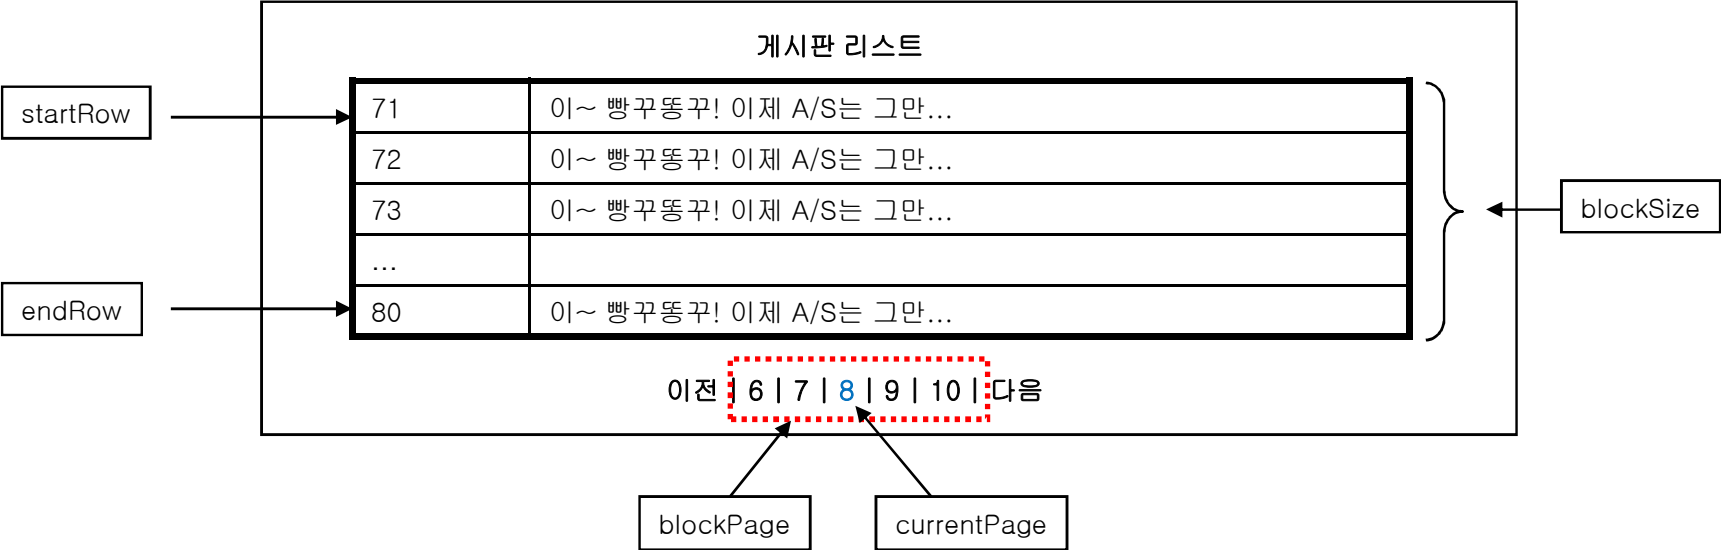 게시판 리스트
startRow
71 이~ 빵꾸똥꾸! 이제 A/S는 그만...
72 이~ 빵꾸똥꾸! 이제 A/S는 그만...
73 이~ 빵꾸똥꾸! 이제 A/S는 그만...
blockSize
...
endRow
80 이~ 빵꾸똥꾸! 이제 A/S는 그만...
이전 | 6 | 7 | 8 | 9 | 10 | 다음
blockPage
currentPage